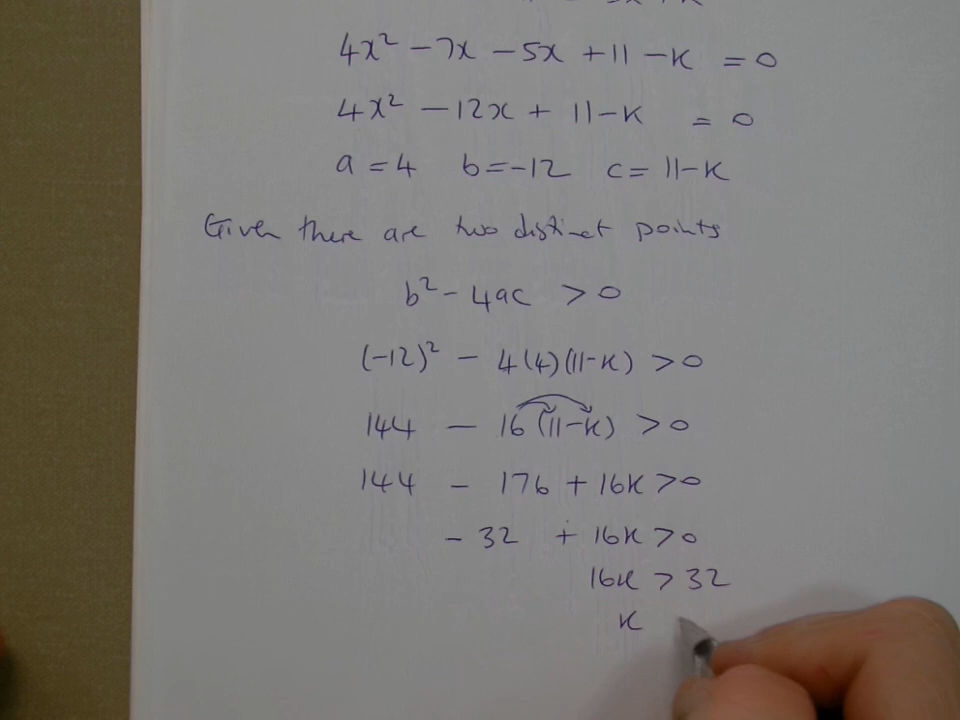 4x² - 7x - 5x + 11 - k = 0
4x² - 12x + 11 - k = 0
a = 4 b = -12 c = 11 - k
Given there are two distinct points
b² - 4ac > 0
(-12)² - 4(4)(11-k) > 0
144 - 16(11-k) > 0
144 - 176 + 16k > 0
- 32 + 16k > 0
16k > 32
k